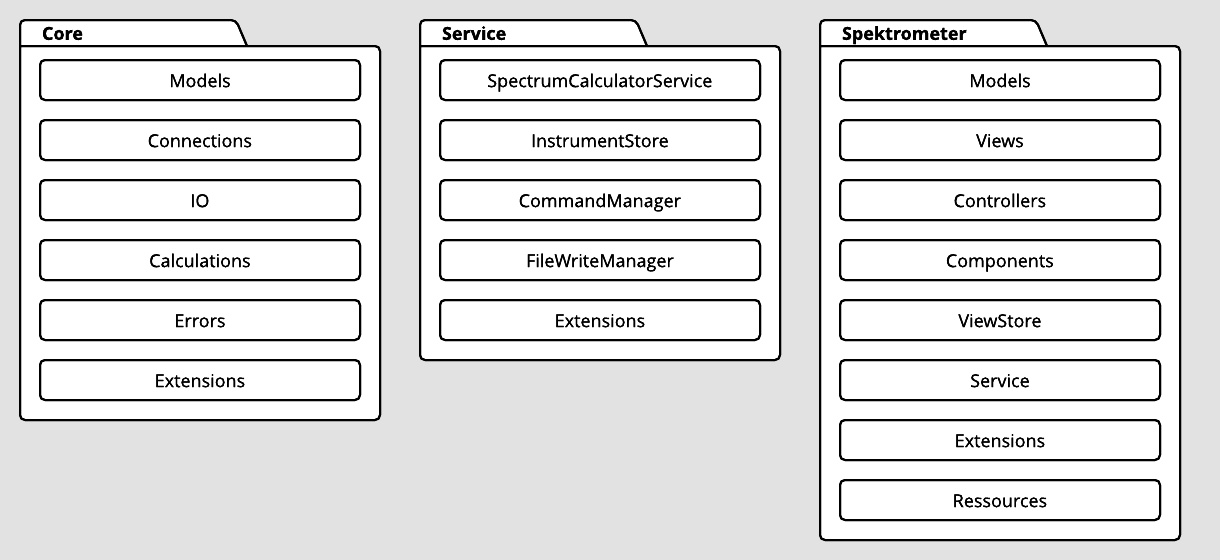 Core
Models
Connections
IO
Calculations
Errors
Extensions
Service
SpectrumCalculatorService
InstrumentStore
CommandManager
FileWriteManager
Extensions
Spektrometer
Models
Views
Controllers
Components
ViewStore
Service
Extensions
Ressources